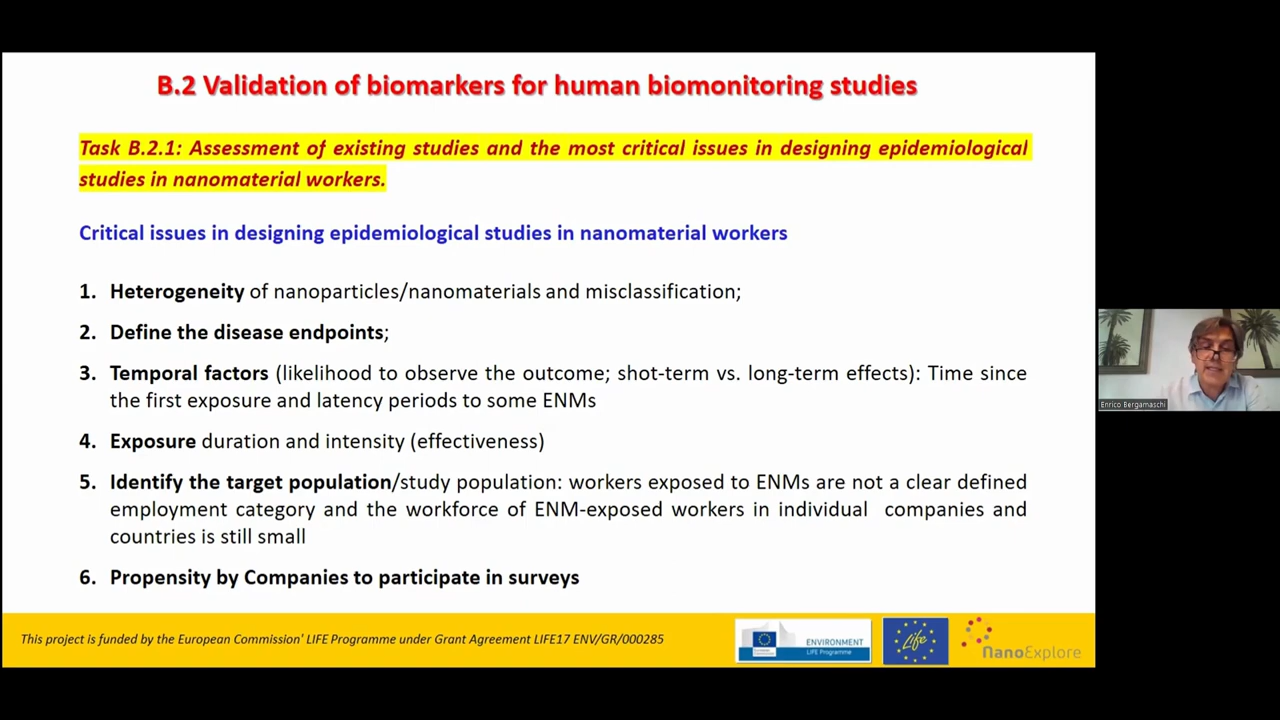 B.2 Validation of biomarkers for human biomonitoring studies
Task B.2.1: Assessment of existing studies and the most critical issues in designing epidemiological
studies in nanomaterial workers.
Critical issues in designing epidemiological studies in nanomaterial workers
1. Heterogeneity of nanoparticles/nanomaterials and misclassification;
2. Define the disease endpoints;
3. Temporal factors (likelihood to observe the outcome; shot-term vs. long-term effects): Time since
the first exposure and latency periods to some ENMs
4. Exposure duration and intensity (effectiveness)
5. Identify the target population/study population: workers exposed to ENMs are not a clear defined
employment category and the workforce of ENM-exposed workers in individual companies and
countries is still small
6. Propensity by Companies to participate in surveys
Enrico Bergamaschi
This project is funded by the European Commission' LIFE Programme under Grant Agreement LIFE17 ENV/GR/000285
ENVIRONMENT
LIFE Programme
Life
NanoExplore